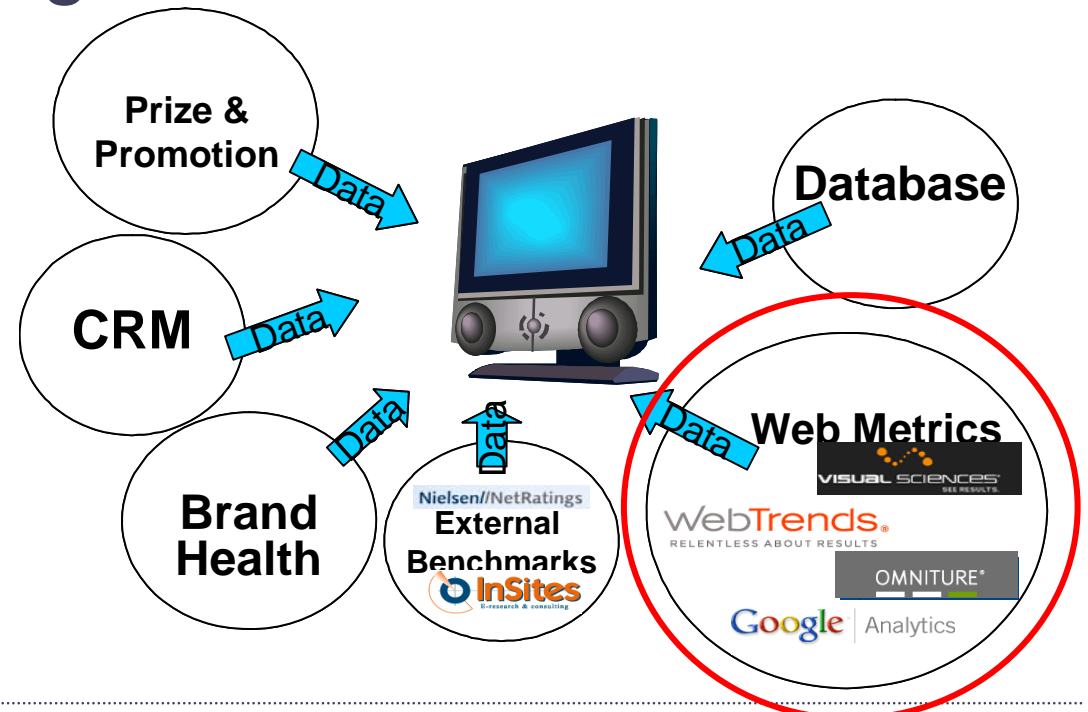 Prize &
Promotion
Data
Database
Data
CRM
Data
Brand
Health
Data
Nielsen//NetRatings
External
Benchmarks
InSites
E-research & consulting
Data
Web Metrics
Data
VISUAL SCIENCES
SEE RESULTS.
WebTrends®
RELENTLESS ABOUT RESULTS
OMNITURE®
Google Analytics